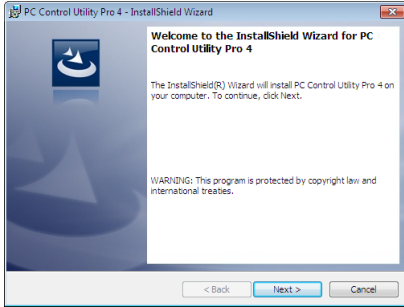 PC Control Utility Pro 4 - InstallShield Wizard
Welcome to the InstallShield Wizard for PC
Control Utility Pro 4
The InstallShield(R) Wizard will install PC Control Utility Pro 4 on
your computer. To continue, click Next.
WARNING: This program is protected by copyright law and
international treaties.
< Back
Next >
Cancel